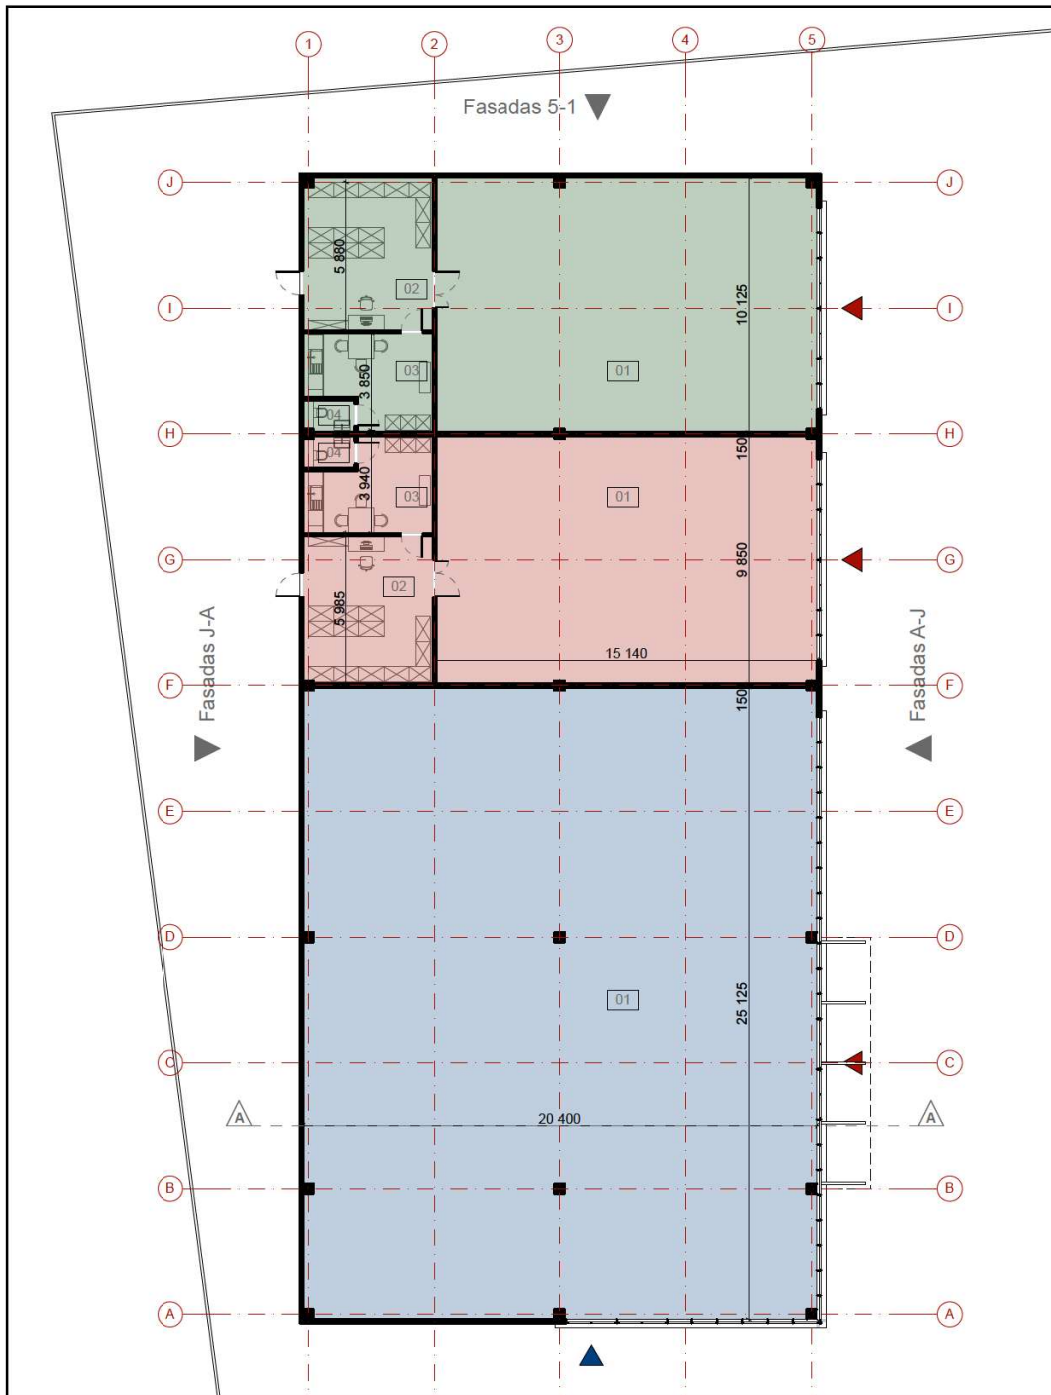 1 2 3 4 5
Fasadas 5-1
J J
5 880
02
I I
10 125
01
03
3 850
04
H H
04
150
3 940
03
01
G G
9 850
02
5 985
Fasadas J-A
Fasadas A-J
15 140
F F
150
E E
D D
01
25 125
C C
A A
20 400
B B
A A